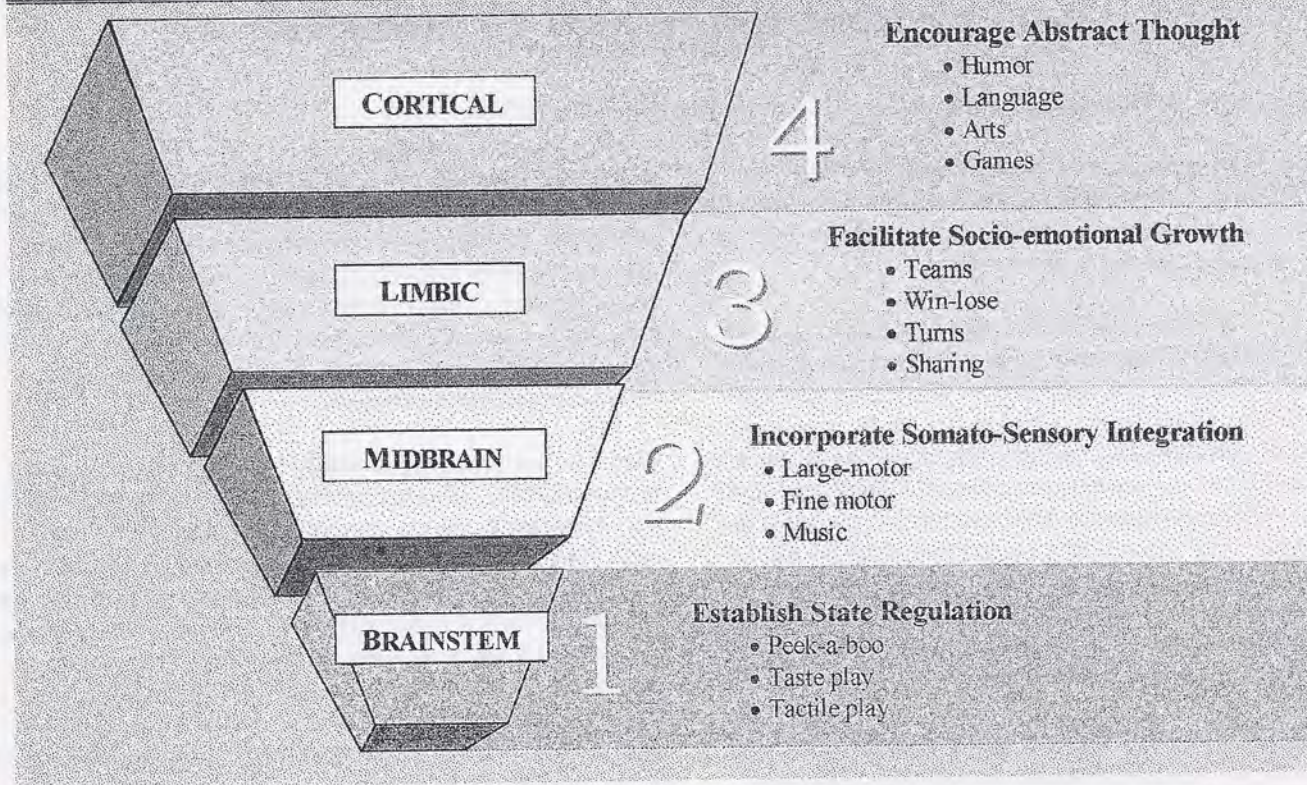 CORTICAL
4
Encourage Abstract Thought
• Humor
• Language
• Arts
• Games
LIMBIC
3
Facilitate Socio-emotional Growth
• Teams
• Win-lose
• Turns
• Sharing
MIDBRAIN
2
Incorporate Somato-Sensory Integration
• Large-motor
• Fine motor
• Music
BRAINSTEM
1
Establish State Regulation
• Peek-a-boo
• Taste play
• Tactile play